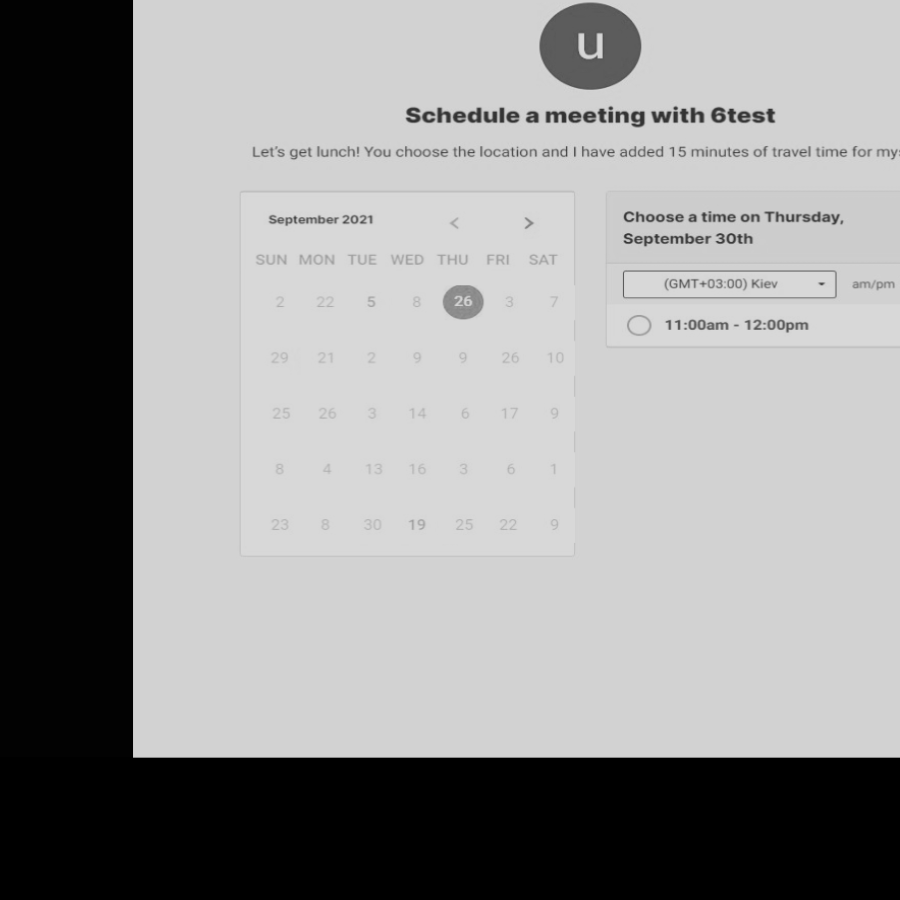 u
Schedule a meeting with 6test
Let's get lunch! You choose the location and I have added 15 minutes of travel time for
September 2021 < >
SUN MON TUE WED THU FRI SAT
2 22 5 8 26 3 7
29 21 2 9 9 26 10
25 26 3 14 6 17 9
8 4 13 16 3 6 1
23 8 30 19 25 22 9
Choose a time on Thursday,
September 30th
(GMT+03:00) Kiev am/pm
11:00am - 12:00pm